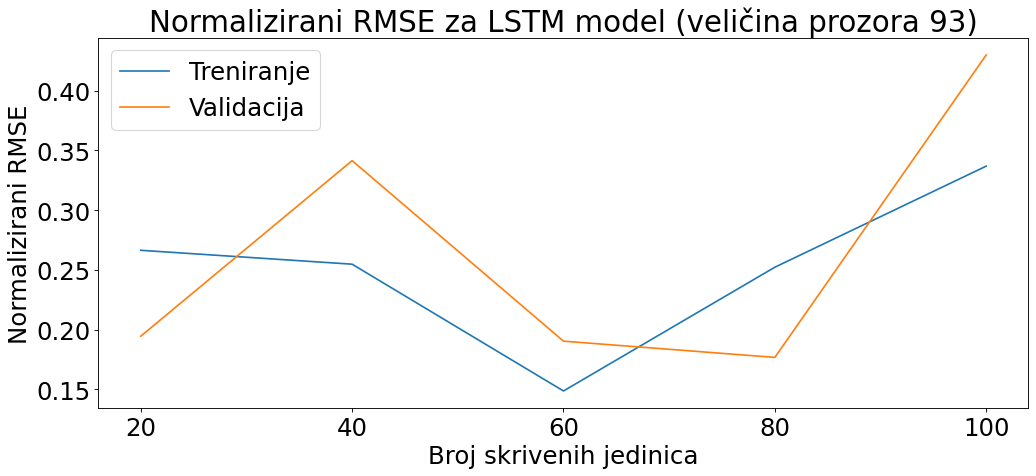 Normalizirani RMSE za LSTM model (veličina prozora 93)
Treniranje
Validacija
Normalizirani RMSE
0.40
0.35
0.30
0.25
0.20
0.15
20 40 60 80 100
Broj skrivenih jedinica